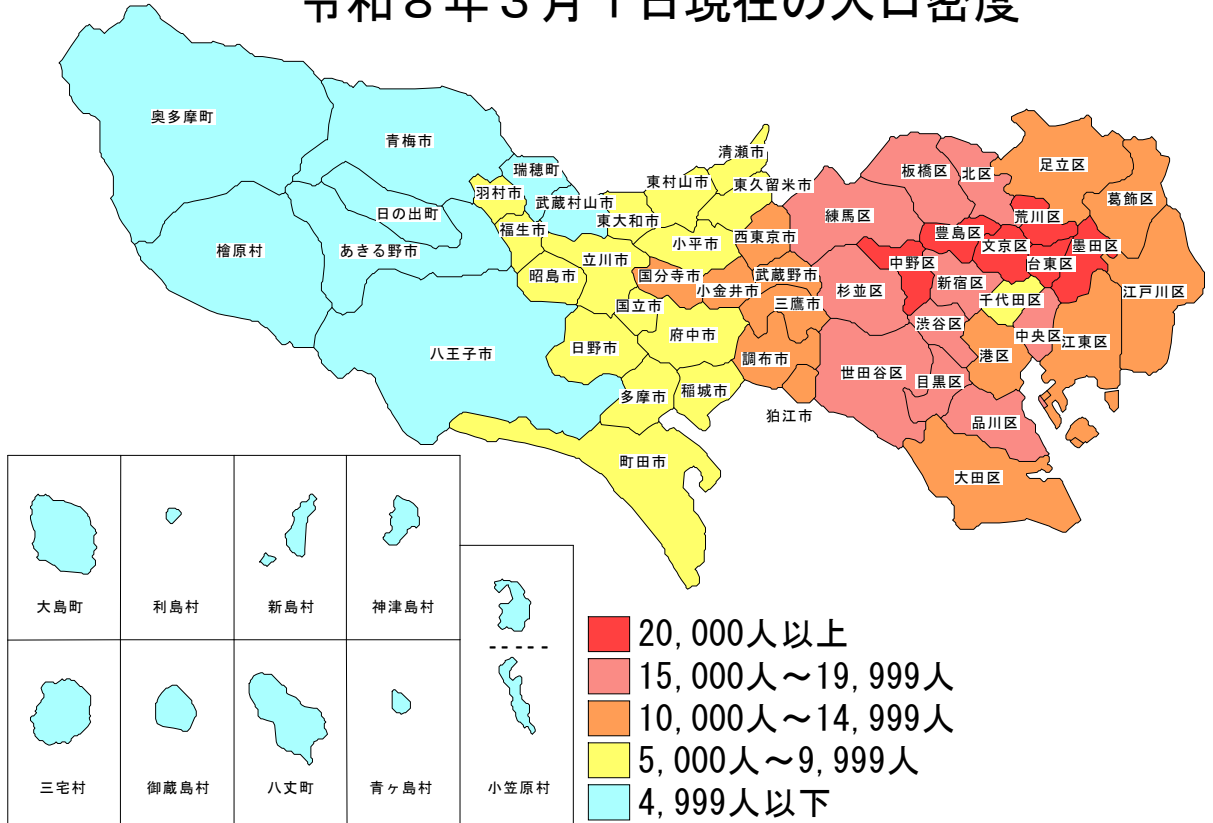 令和８年３月１日現在の人口密度
奥多摩町
青梅市
瑞穂町
清瀬市
羽村市
武蔵村山市
東村山市
東久留米市
板橋区
北区
足立区
葛飾区
日の出町
福生市
東大和市
練馬区
荒川区
檜原村
あきる野市
小平市
西東京市
豊島区
文京区
墨田区
昭島市
立川市
国分寺市
小金井市
武蔵野市
中野区
台東区
杉並区
新宿区
千代田区
江戸川区
国立市
三鷹市
渋谷区
中央区
江東区
八王子市
日野市
府中市
調布市
港区
世田谷区
目黒区
多摩市
稲城市
狛江市
品川区
町田市
大田区
大島町
利島村
新島村
神津島村
三宅村
御蔵島村
八丈町
青ヶ島村
小笠原村
20,000人以上
15,000人～19,999人
10,000人～14,999人
5,000人～9,999人
4,999人以下